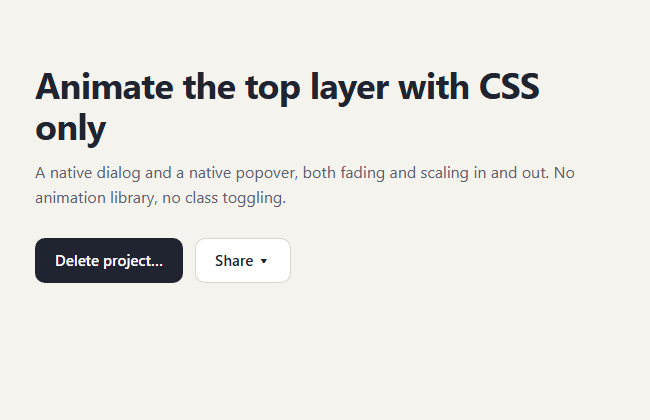 Animate the top layer with CSS
only
A native dialog and a native popover, both fading and scaling in and out. No
animation library, no class toggling.
Delete project...
Share ▾